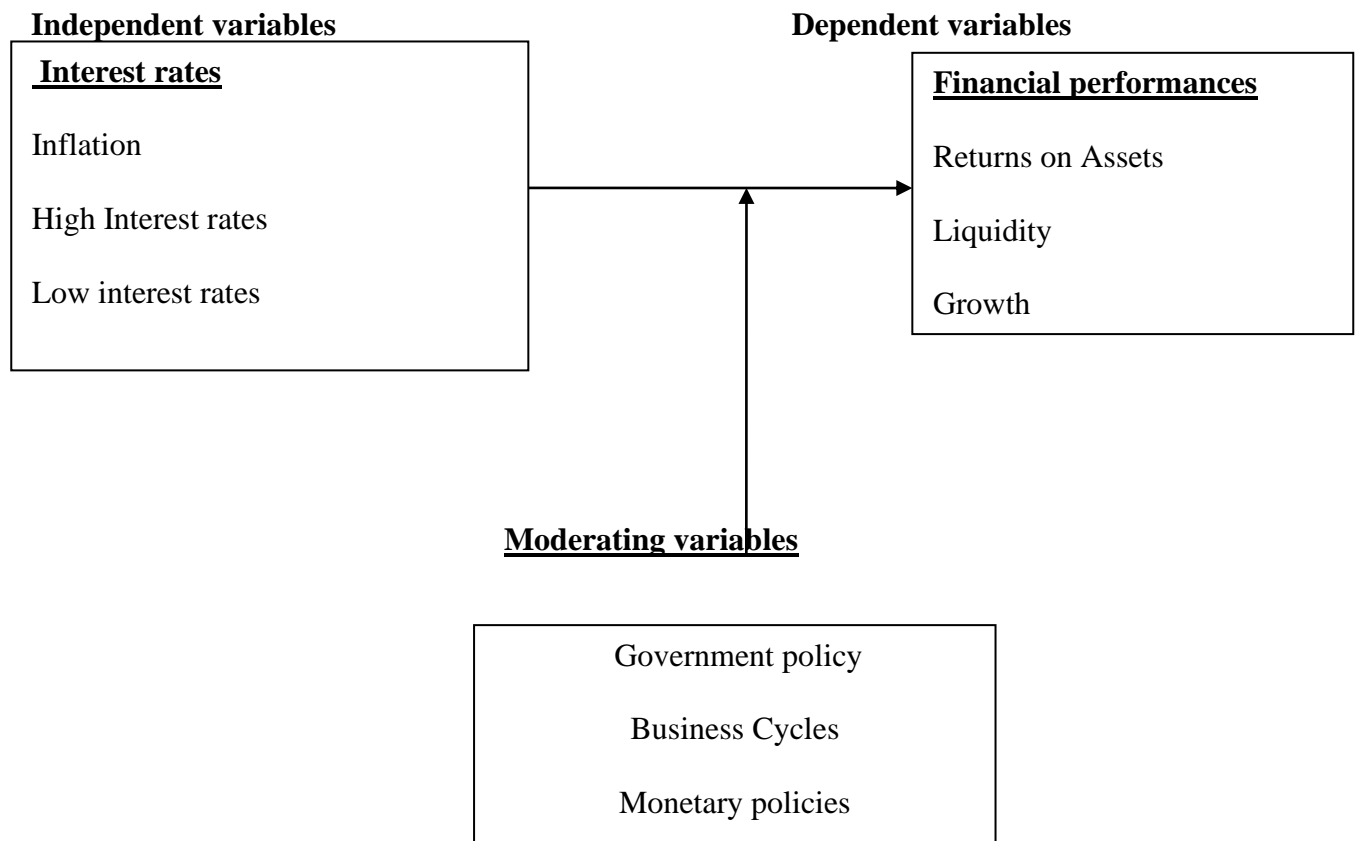 Independent variables
Dependent variables
Interest rates
Inflation
High Interest rates
Low interest rates
Financial performances
Returns on Assets
Liquidity
Growth
Moderating variables
Government policy
Business Cycles
Monetary policies